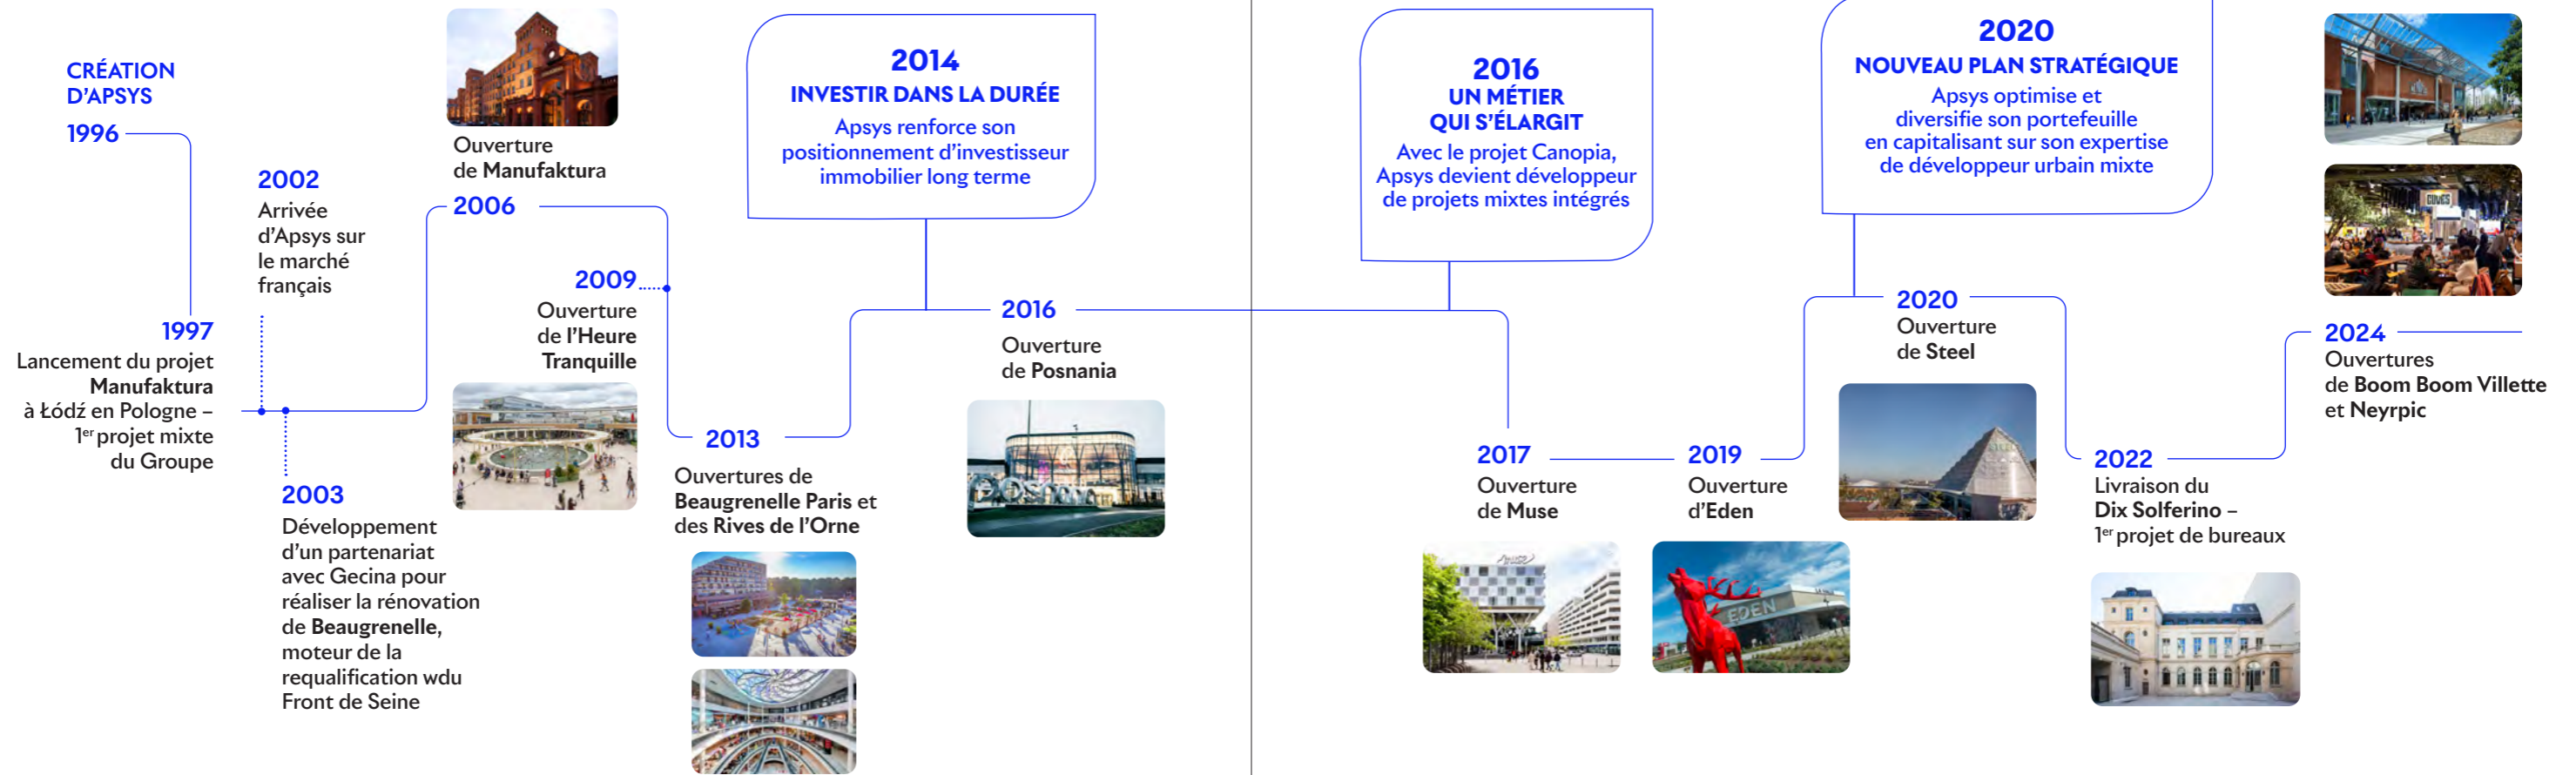 CRÉATION
D'APSYS
1996
1997
Lancement du projet
Manufaktura
à Łódź en Pologne –
1er projet mixte
du Groupe
2002
Arrivée
d'Apsys sur
le marché
français
2003
Développement
d'un partenariat
avec Gecina pour
réaliser la rénovation
de Beaugrenelle,
moteur de la
requalification wdu
Front de Seine
Ouverture
de Manufaktura
2006
2009
Ouverture
de l'Heure
Tranquille
2013
Ouvertures de
Beaugrenelle Paris et
des Rives de l'Orne
2014
INVESTIR DANS LA DURÉE
Apsys renforce son
positionnement d'investisseur
immobilier long terme
2016
Ouverture
de Posnania
2016
UN MÉTIER
QUI S'ÉLARGIT
Avec le projet Canopia,
Apsys devient développeur
de projets mixtes intégrés
2017
Ouverture
de Muse
2019
Ouverture
d'Eden
EDEN
2020
NOUVEAU PLAN STRATÉGIQUE
Apsys optimise et
diversifie son portefeuille
en capitalisant sur son expertise
de développeur urbain mixte
2020
Ouverture
de Steel
2022
Livraison du
Dix Solferino –
1er projet de bureaux
2024
Ouvertures
de Boom Boom Villette
et Neyrpic